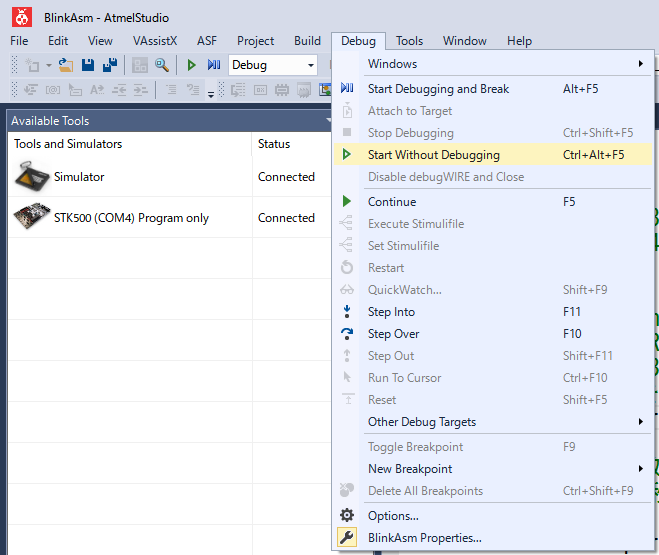 BlinkAsm - AtmelStudio
File Edit View VAssistX ASF Project Build Debug Tools Window Help
Debug
Available Tools
Tools and Simulators Status
Simulator Connected
STK500 (COM4) Program only Connected
Windows
Start Debugging and Break Alt+F5
Attach to Target
Stop Debugging Ctrl+Shift+F5
Start Without Debugging Ctrl+Alt+F5
Disable debugWIRE and Close
Continue F5
Execute Stimulifile
Set Stimulifile
Restart
QuickWatch... Shift+F9
Step Into F11
Step Over F10
Step Out Shift+F11
Run To Cursor Ctrl+F10
Reset Shift+F5
Other Debug Targets
Toggle Breakpoint F9
New Breakpoint
Delete All Breakpoints Ctrl+Shift+F9
Options...
BlinkAsm Properties...